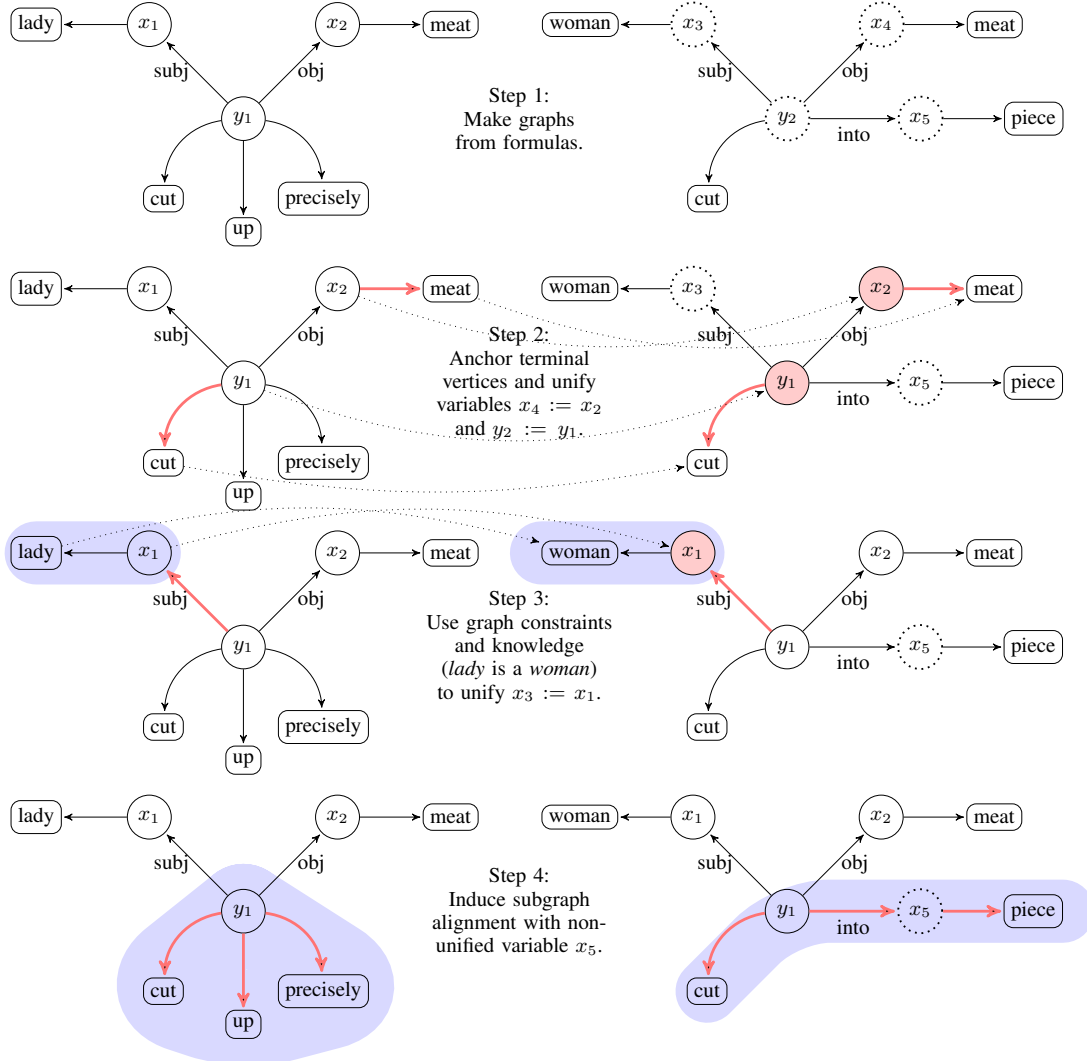 lady
x₁
x₂
meat
woman
x₃
x₄
meat
subj
obj
subj
obj
Step 1:
Make graphs
from formulas.
y₁
y₂
into
x₅
piece
cut
up
precisely
cut
lady
x₁
x₂
meat
woman
x₃
x₂
meat
subj
obj
subj
obj
Step 2:
Anchor terminal
vertices and unify
variables x₄ := x₂
and y₂ := y₁.
y₁
y₁
into
x₅
piece
cut
up
precisely
cut
lady
x₁
x₂
meat
woman
x₁
x₂
meat
subj
obj
subj
obj
Step 3:
Use graph constraints
and knowledge
(lady is a woman)
to unify x₃ := x₁.
y₁
y₁
into
x₅
piece
cut
up
precisely
cut
lady
x₁
x₂
meat
woman
x₁
x₂
meat
subj
obj
subj
obj
Step 4:
Induce subgraph
alignment with non-
unified variable x₅.
y₁
y₁
into
x₅
piece
cut
up
precisely
cut